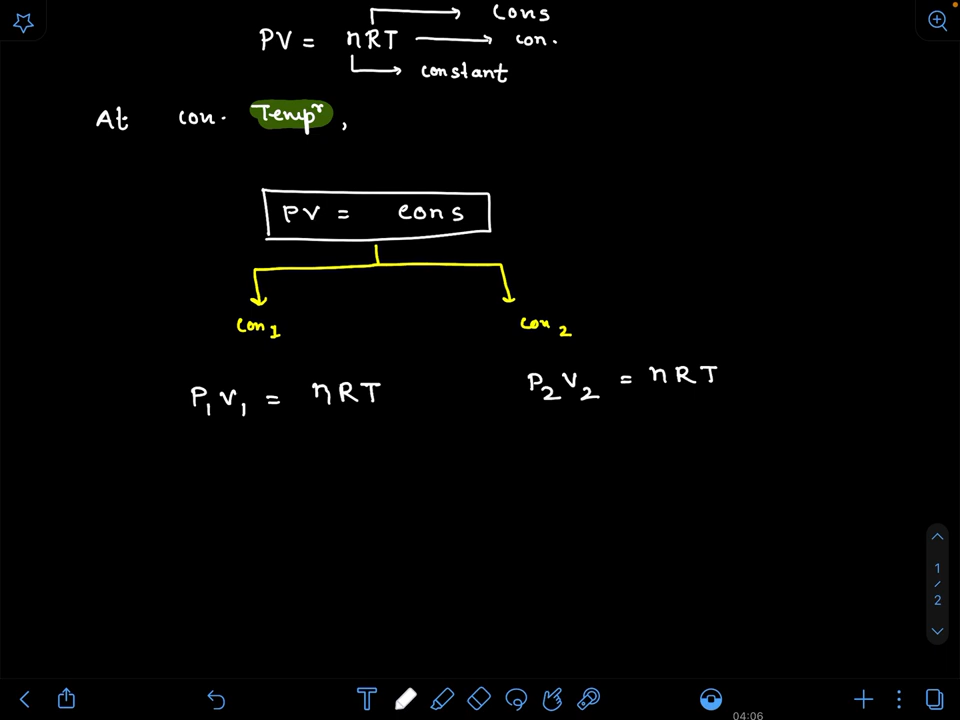 Cons
PV = nRT con.
constant
At con. Tempr,
PV = cons
con1 con2
P1V1 = nRT P2V2 = nRT
1
/
2
T
04:06